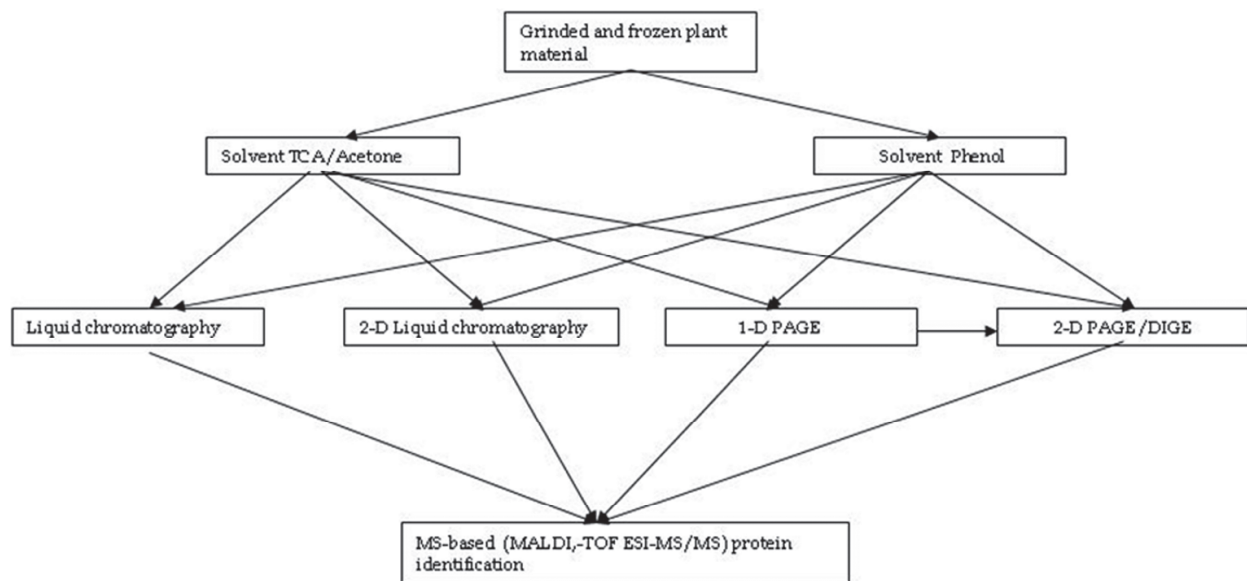 Grinded and frozen plant
material
Solvent TCA/Acetone
Solvent Phenol
Liquid chromatography
2-D Liquid chromatography
1-D PAGE
2-D PAGE/DIGE
MS-based (MALDI,-TOF ESI-MS/MS) protein
identification